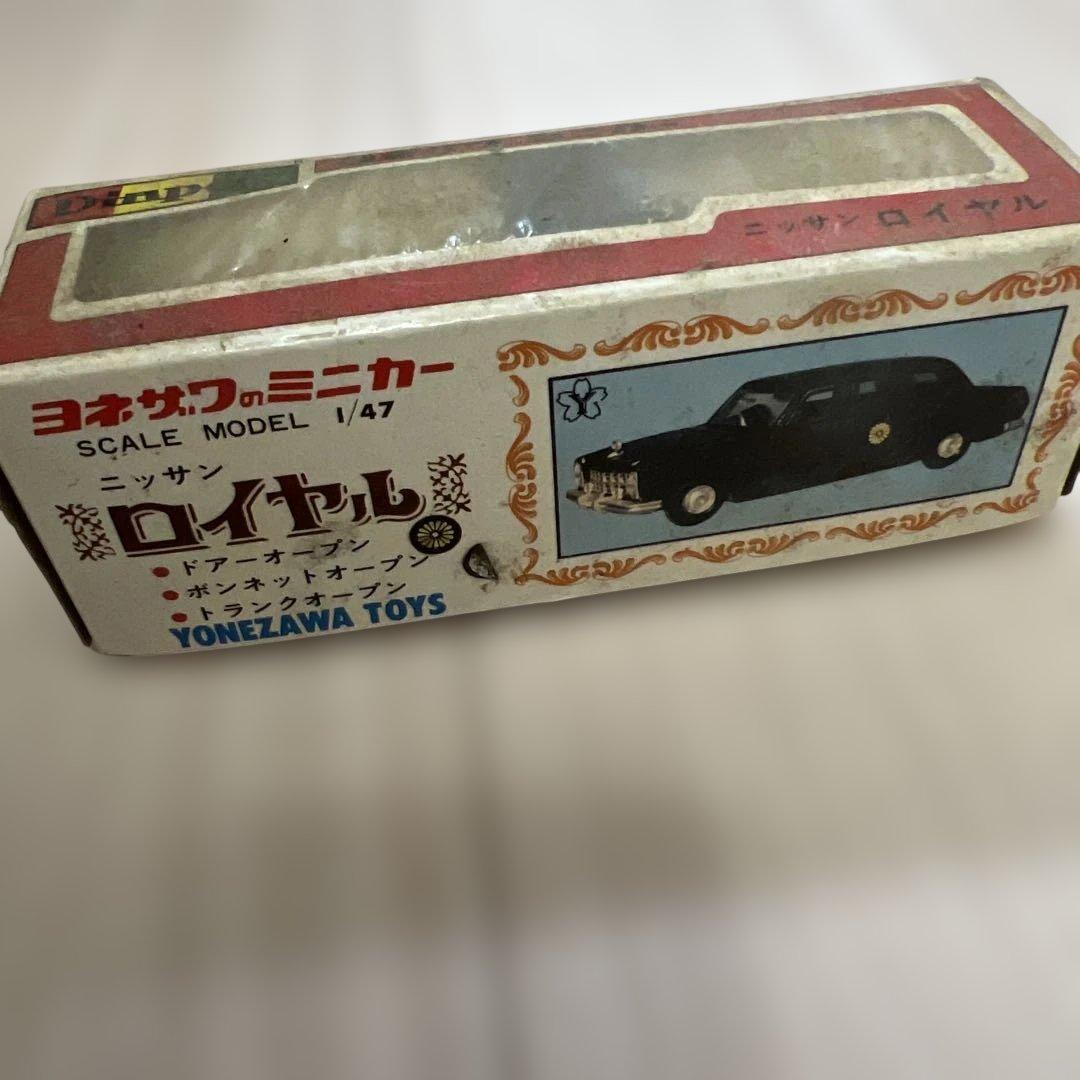 ニッサン ロイヤル
ヨネザワのミニカー
SCALE MODEL 1/47
ニッサン
ロイヤル
・ドアーオープン
・ボンネットオープン
・トランクオープン
YONEZAWA TOYS